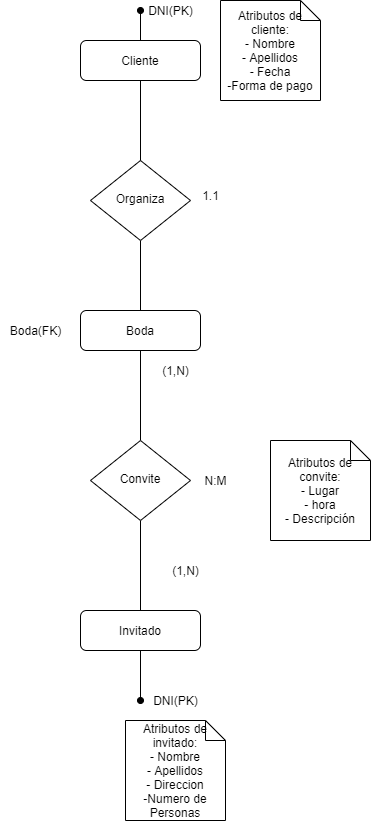 DNI(PK)
Atributos de
cliente:
- Nombre
- Apellidos
- Fecha
-Forma de pago
Cliente
Organiza
1.1
Boda(FK)
Boda
(1,N)
Convite
N:M
Atributos de
convite:
- Lugar
- hora
- Descripción
(1,N)
Invitado
DNI(PK)
Atributos de
invitado:
- Nombre
- Apellidos
- Direccion
-Numero de
Personas